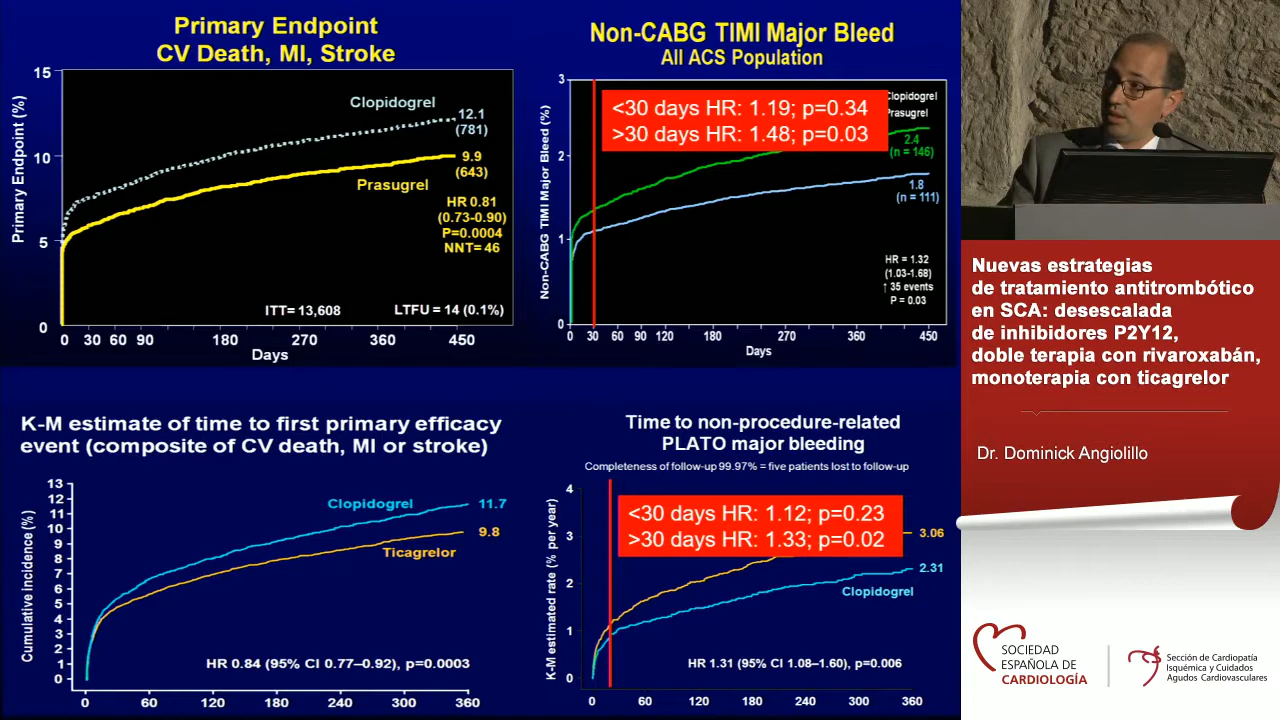 Primary Endpoint
CV Death, MI, Stroke
Primary Endpoint (%)
15
10
5
0
Clopidogrel
12.1
(781)
9.9
(643)
Prasugrel
HR 0.81
(0.73-0.90)
P=0.0004
NNT= 46
ITT= 13,608
LTFU = 14 (0.1%)
0 30 60 90 180 270 360 450
Days
Non-CABG TIMI Major Bleed
All ACS Population
Non-CABG TIMI Major Bleed (%)
3
2
1
0
<30 days HR: 1.19; p=0.34
>30 days HR: 1.48; p=0.03
Clopidogrel
Prasugrel
2.4
(n = 146)
1.8
(n = 111)
HR = 1.32
(1.03-1.68)
↑ 35 events
P = 0.03
0 30 60 90 180 270 360 450
Days
K-M estimate of time to first primary efficacy
event (composite of CV death, MI or stroke)
Cumulative incidence (%)
13
12
11
10
9
8
7
6
5
4
3
2
1
0
Clopidogrel 11.7
9.8
Ticagrelor
HR 0.84 (95% CI 0.77–0.92), p=0.0003
0 60 120 180 240 300 360
Time to non-procedure-related
PLATO major bleeding
Completeness of follow-up 99.97% = five patients lost to follow-up
K-M estimated rate (% per year)
4
3
2
1
0
<30 days HR: 1.12; p=0.23
>30 days HR: 1.33; p=0.02
3.06
2.31
Clopidogrel
HR 1.31 (95% CI 1.08–1.60), p=0.006
0 60 120 180 240 300 360
Nuevas estrategias
de tratamiento antitrombótico
en SCA: desescalada
de inhibidores P2Y12,
doble terapia con rivaroxabán,
monoterapia con ticagrelor
Dr. Dominick Angiolillo
SOCIEDAD
ESPAÑOLA DE
CARDIOLOGÍA
Sección de Cardiopatía
Isquémica y Cuidados
Agudos Cardiovasculares